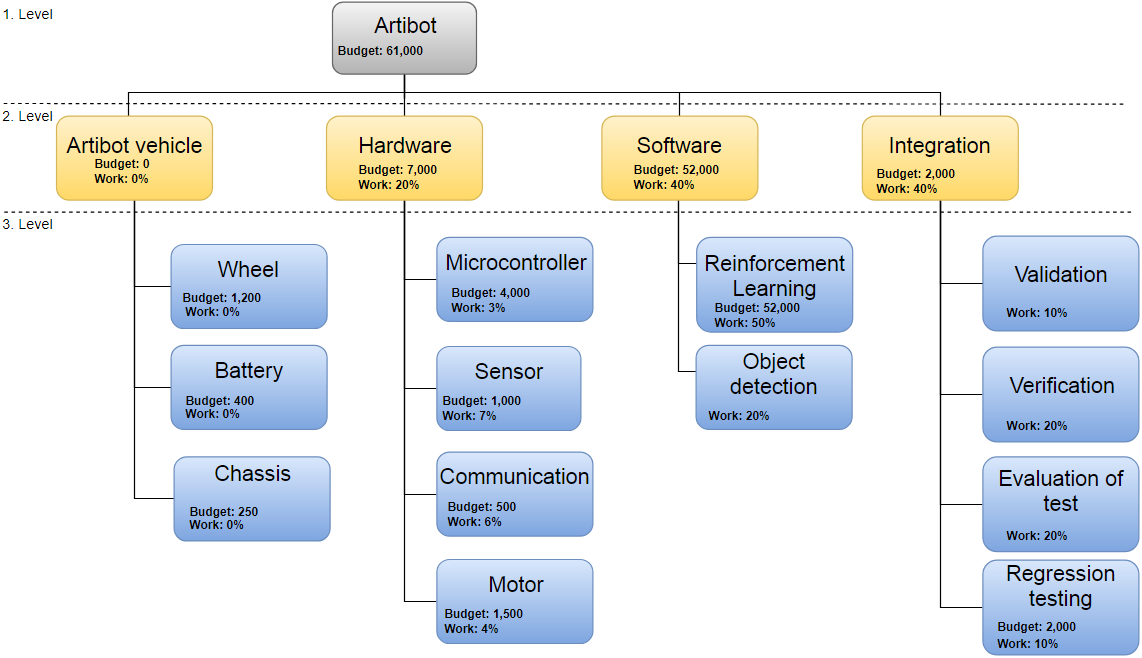 1. Level
Artibot
Budget: 61,000
2. Level
Artibot vehicle
Budget: 0
Work: 0%
Hardware
Budget: 7,000
Work: 20%
Software
Budget: 52,000
Work: 40%
Integration
Budget: 2,000
Work: 40%
3. Level
Wheel
Budget: 1,200
Work: 0%
Battery
Budget: 400
Work: 0%
Chassis
Budget: 250
Work: 0%
Microcontroller
Budget: 4,000
Work: 3%
Sensor
Budget: 1,000
Work: 7%
Communication
Budget: 500
Work: 6%
Motor
Budget: 1,500
Work: 4%
Reinforcement
Learning
Budget: 52,000
Work: 50%
Object
detection
Work: 20%
Validation
Work: 10%
Verification
Work: 20%
Evaluation of
test
Work: 20%
Regression
testing
Budget: 2,000
Work: 10%